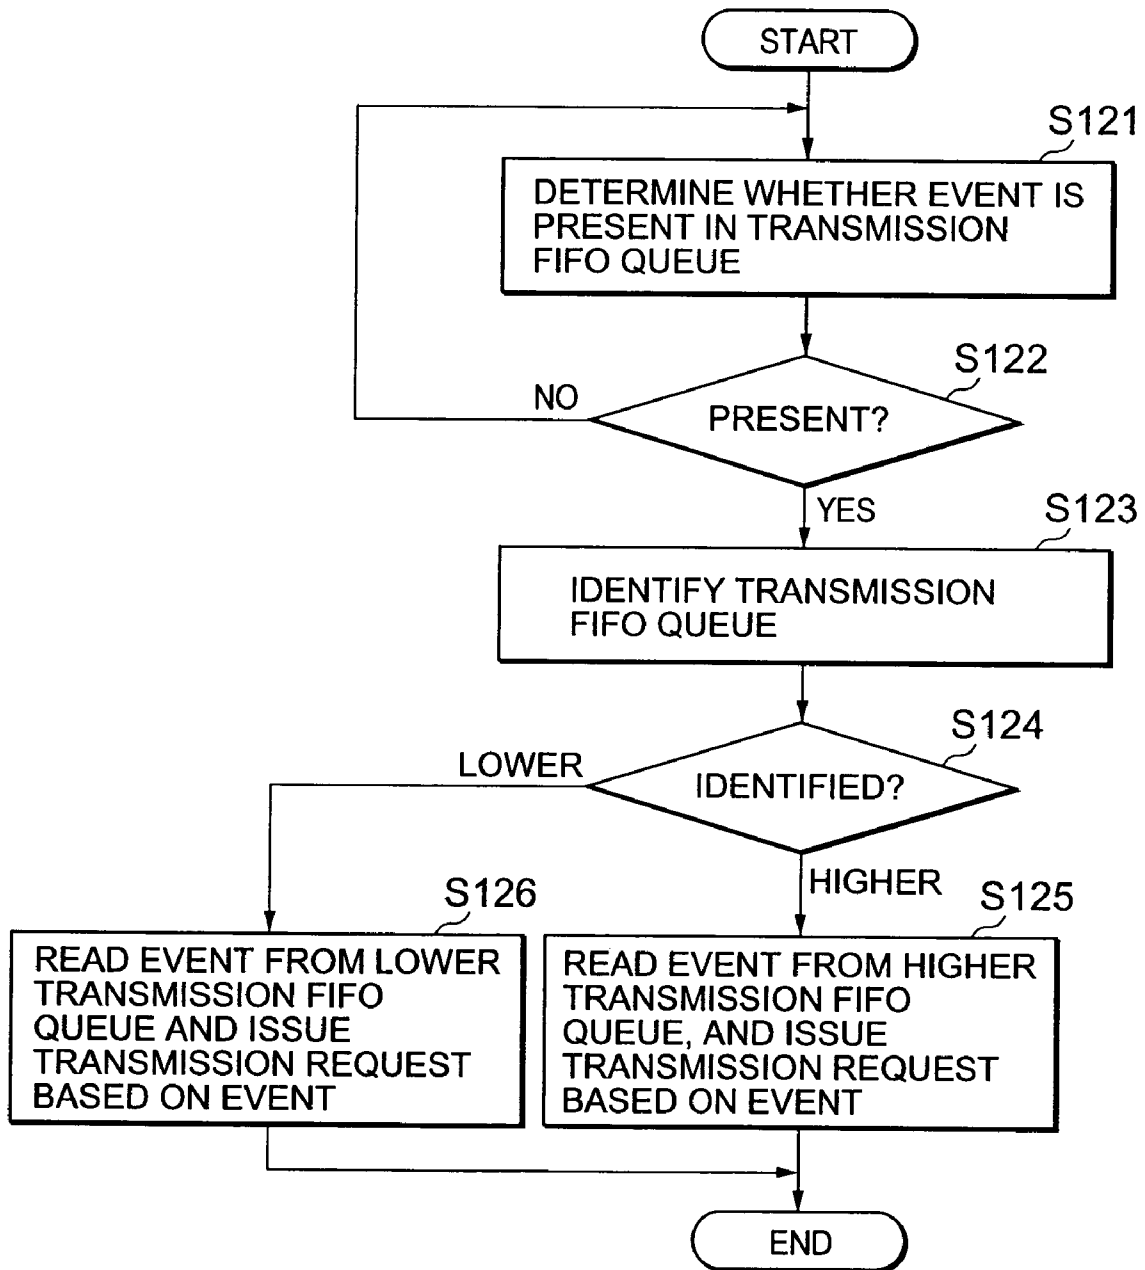 START
S121
DETERMINE WHETHER EVENT IS
PRESENT IN TRANSMISSION
FIFO QUEUE
S122
NO
PRESENT?
YES
S123
IDENTIFY TRANSMISSION
FIFO QUEUE
S124
LOWER
IDENTIFIED?
HIGHER
S126
S125
READ EVENT FROM LOWER
TRANSMISSION FIFO
QUEUE AND ISSUE
TRANSMISSION REQUEST
BASED ON EVENT
READ EVENT FROM HIGHER
TRANSMISSION FIFO
QUEUE, AND ISSUE
TRANSMISSION REQUEST
BASED ON EVENT
END